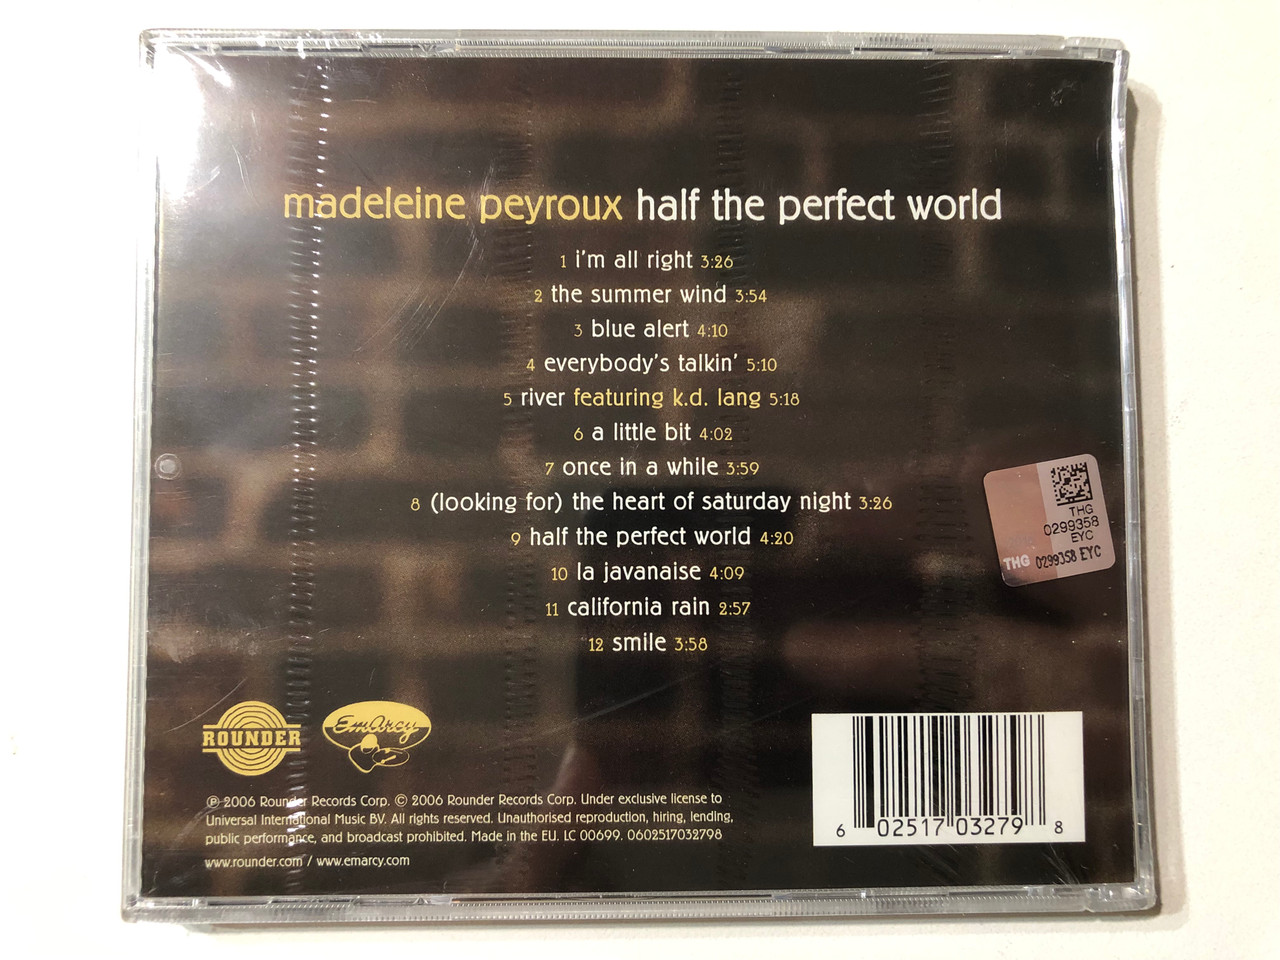 madeleine peyroux half the perfect world
1 i'm all right 3:26
2 the summer wind 3:54
3 blue alert 4:10
4 everybody's talkin' 5:10
5 river featuring k.d. lang 5:18
6 a little bit 4:02
7 once in a while 3:59
8 (looking for) the heart of saturday night 3:26
9 half the perfect world 4:20
10 la javanaise 4:09
11 california rain 2:57
12 smile 3:58
THG
0299358
EYC
THG 0299358 EYC
ROUNDER
EmArcy
℗ 2006 Rounder Records Corp. © 2006 Rounder Records Corp. Under exclusive license to
Universal International Music BV. All rights reserved. Unauthorised reproduction, hiring, lending,
public performance, and broadcast prohibited. Made in the EU. LC 00699. 0602517032798
www.rounder.com / www.emarcy.com
6 02517 03279 8